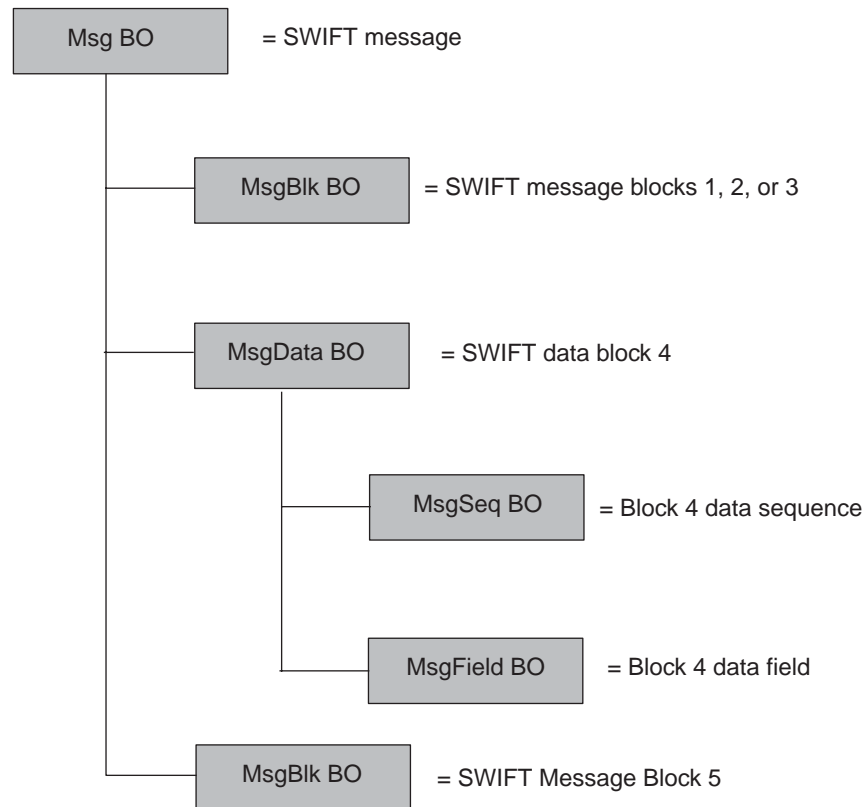 Msg BO = SWIFT message
MsgBlk BO = SWIFT message blocks 1, 2, or 3
MsgData BO = SWIFT data block 4
MsgSeq BO = Block 4 data sequence
MsgField BO = Block 4 data field
MsgBlk BO = SWIFT Message Block 5